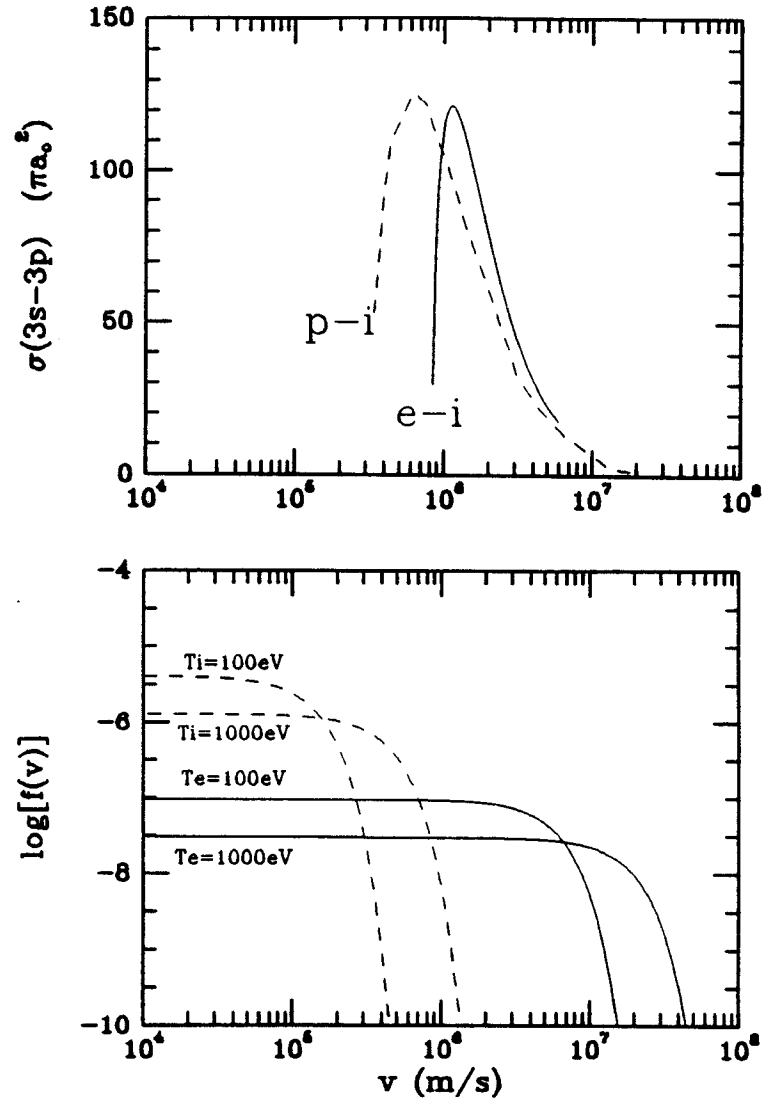 150
100
50
0
σ(3s−3p) (πa₀²)
p−i
e−i
10⁴ 10⁵ 10⁶ 10⁷ 10⁸
−4
−6
−8
−10
log[f(v)]
Ti=100eV
Ti=1000eV
Te=100eV
Te=1000eV
10⁴ 10⁵ 10⁶ 10⁷ 10⁸
v (m/s)